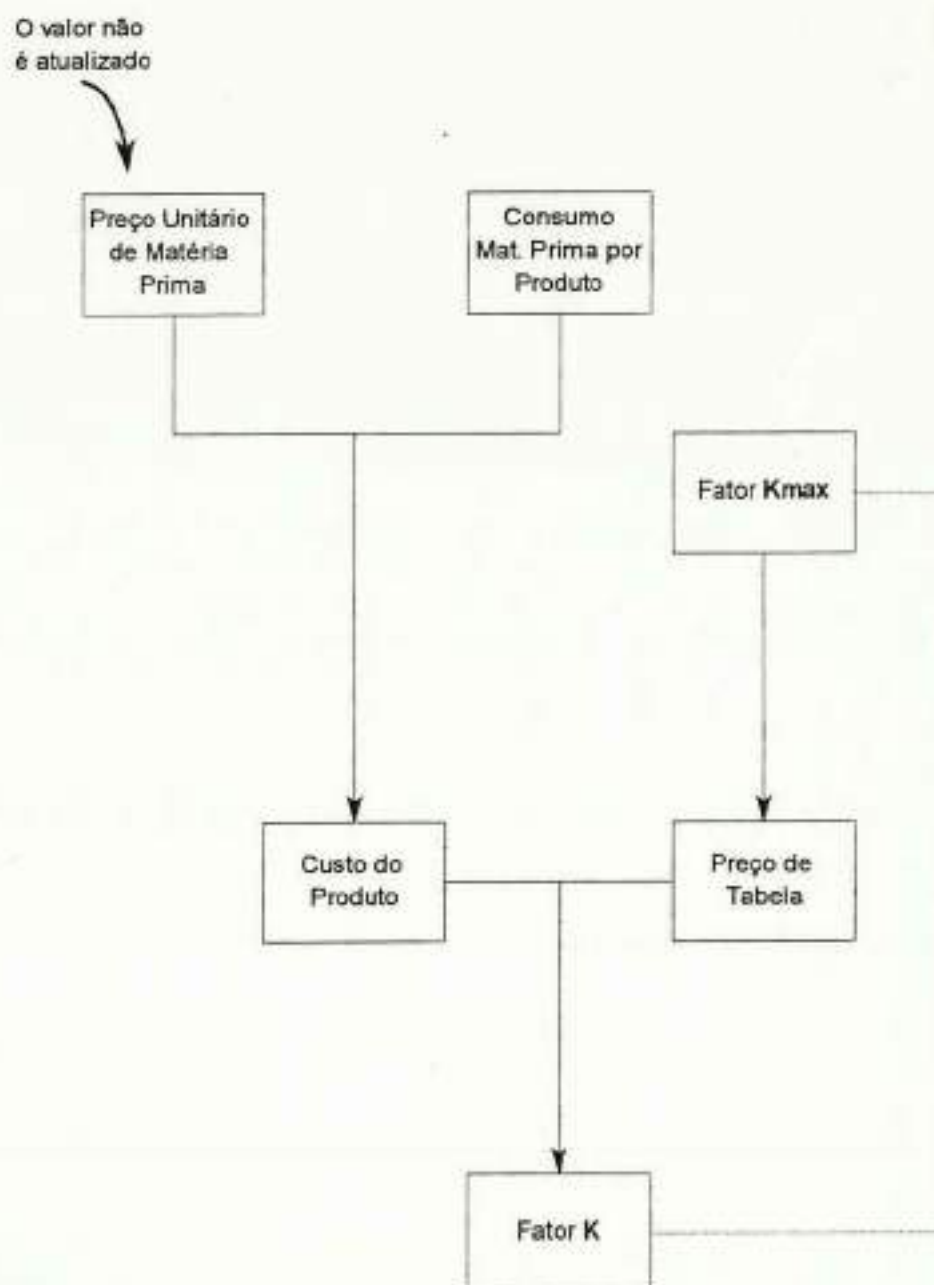 O valor não
é atualizado
Preço Unitário
de Matéria
Prima
Consumo
Mat. Prima por
Produto
Fator Kmax
Custo do
Produto
Preço de
Tabela
Fator K